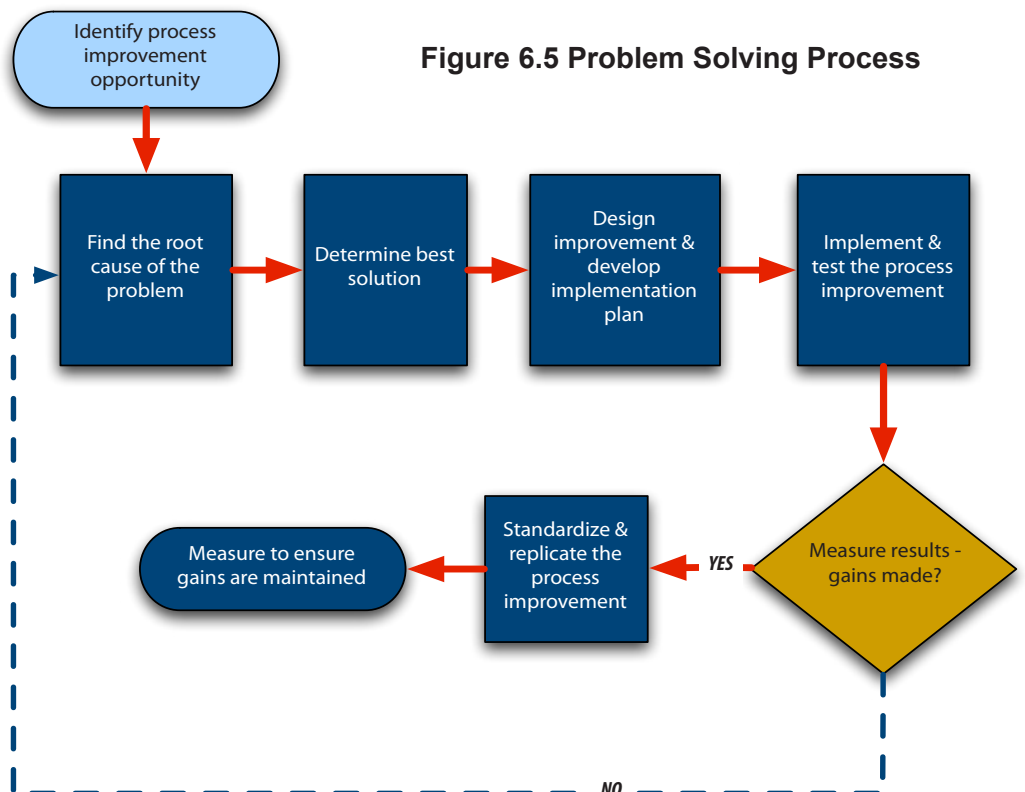 Identify process
improvement
opportunity
Figure 6.5 Problem Solving Process
Find the root
cause of the
problem
Determine best
solution
Design
improvement &
develop
implementation
plan
Implement &
test the process
improvement
Measure results -
gains made?
YES
Standardize &
replicate the
process
improvement
Measure to ensure
gains are maintained
NO